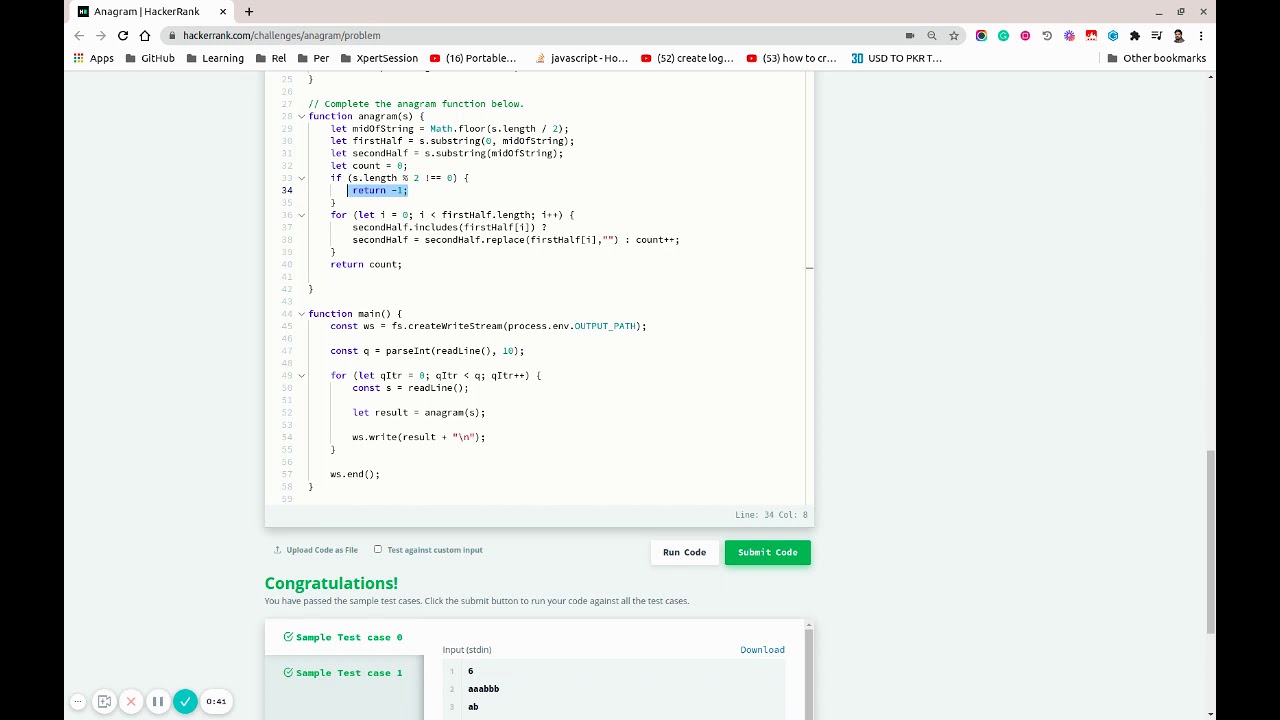 Anagram | HackerRank
hackerrank.com/challenges/anagram/problem
Apps GitHub Learning Rel Per XpertSession (16) Portable... javascript - Ho... (52) create log... (53) how to cr... 3D USD TO PKR T... Other bookmarks
25 }
26
27 // Complete the anagram function below.
28 function anagram(s) {
29 let midOfString = Math.floor(s.length / 2);
30 let firstHalf = s.substring(0, midOfString);
31 let secondHalf = s.substring(midOfString);
32 let count = 0;
33 if (s.length % 2 !== 0) {
34 return -1;
35 }
36 for (let i = 0; i < firstHalf.length; i++) {
37 secondHalf.includes(firstHalf[i]) ?
38 secondHalf = secondHalf.replace(firstHalf[i],"") : count++;
39 }
40 return count;
41
42 }
43
44 function main() {
45 const ws = fs.createWriteStream(process.env.OUTPUT_PATH);
46
47 const q = parseInt(readLine(), 10);
48
49 for (let qItr = 0; qItr < q; qItr++) {
50 const s = readLine();
51
52 let result = anagram(s);
53
54 ws.write(result + "\n");
55 }
56
57 ws.end();
58 }
59
Line: 34 Col: 8
Upload Code as File Test against custom input Run Code Submit Code
Congratulations!
You have passed the sample test cases. Click the submit button to run your code against all the test cases.
Sample Test case 0
Sample Test case 1
Input (stdin) Download
1 6
2 aaabbb
3 ab
0:41